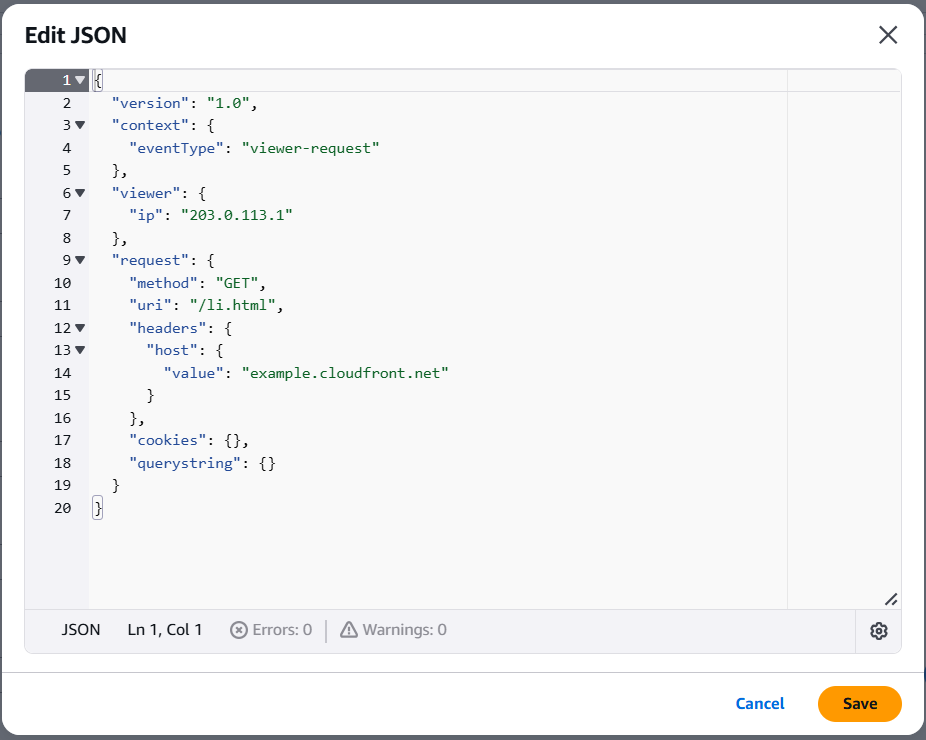 Edit JSON
1 {
2 "version": "1.0",
3 "context": {
4 "eventType": "viewer-request"
5 },
6 "viewer": {
7 "ip": "203.0.113.1"
8 },
9 "request": {
10 "method": "GET",
11 "uri": "/li.html",
12 "headers": {
13 "host": {
14 "value": "example.cloudfront.net"
15 }
16 },
17 "cookies": {},
18 "querystring": {}
19 }
20 }
JSON Ln 1, Col 1 Errors: 0 Warnings: 0
Cancel Save